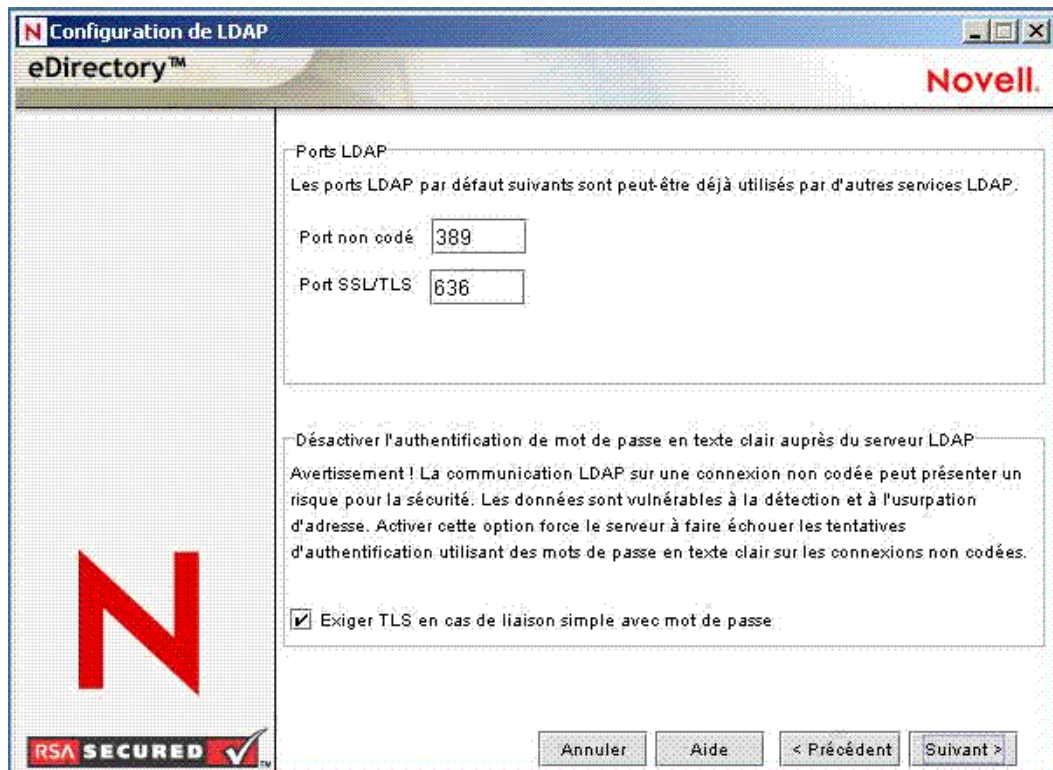 N Configuration de LDAP
eDirectory™
Novell.
Ports LDAP
Les ports LDAP par défaut suivants sont peut-être déjà utilisés par d'autres services LDAP.
Port non codé 389
Port SSL/TLS 636
Désactiver l'authentification de mot de passe en texte clair auprès du serveur LDAP
Avertissement ! La communication LDAP sur une connexion non codée peut présenter un
risque pour la sécurité. Les données sont vulnérables à la détection et à l'usurpation
d'adresse. Activer cette option force le serveur à faire échouer les tentatives
d'authentification utilisant des mots de passe en texte clair sur les connexions non codées.
Exiger TLS en cas de liaison simple avec mot de passe
N
RSA SECURED ™
Annuler Aide < Précédent Suivant >